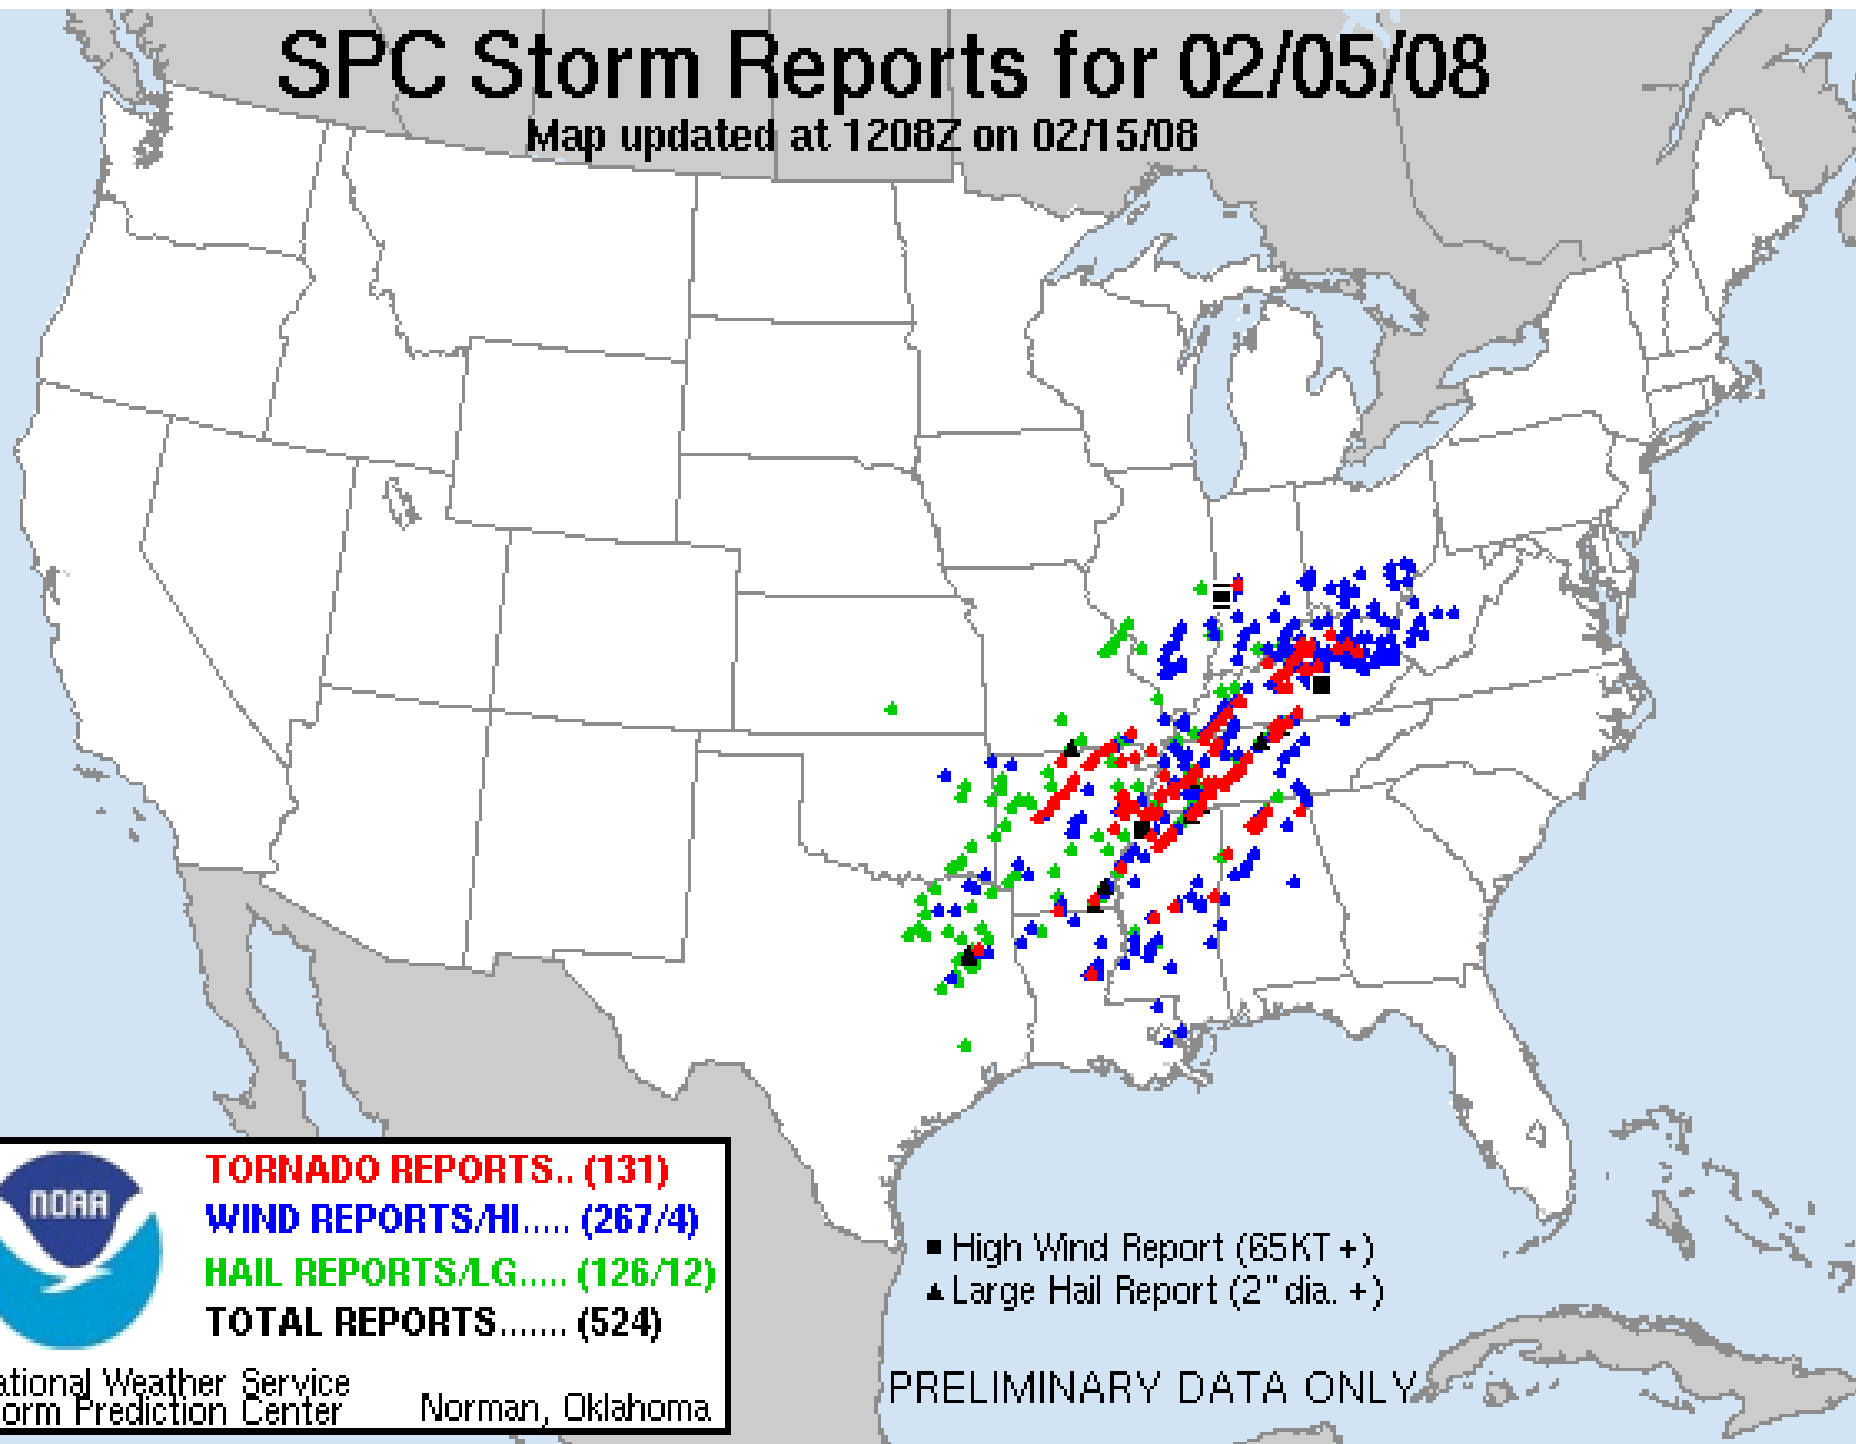 SPC Storm Reports for 02/05/08
Map updated at 1208Z on 02/15/08
NOAA
TORNADO REPORTS.. (131)
WIND REPORTS/HI..... (267/4)
HAIL REPORTS/LG..... (126/12)
TOTAL REPORTS....... (524)
ational Weather Service
orm Prediction Center
Norman, Oklahoma
High Wind Report (65KT +)
Large Hail Report (2" dia. +)
PRELIMINARY DATA ONLY